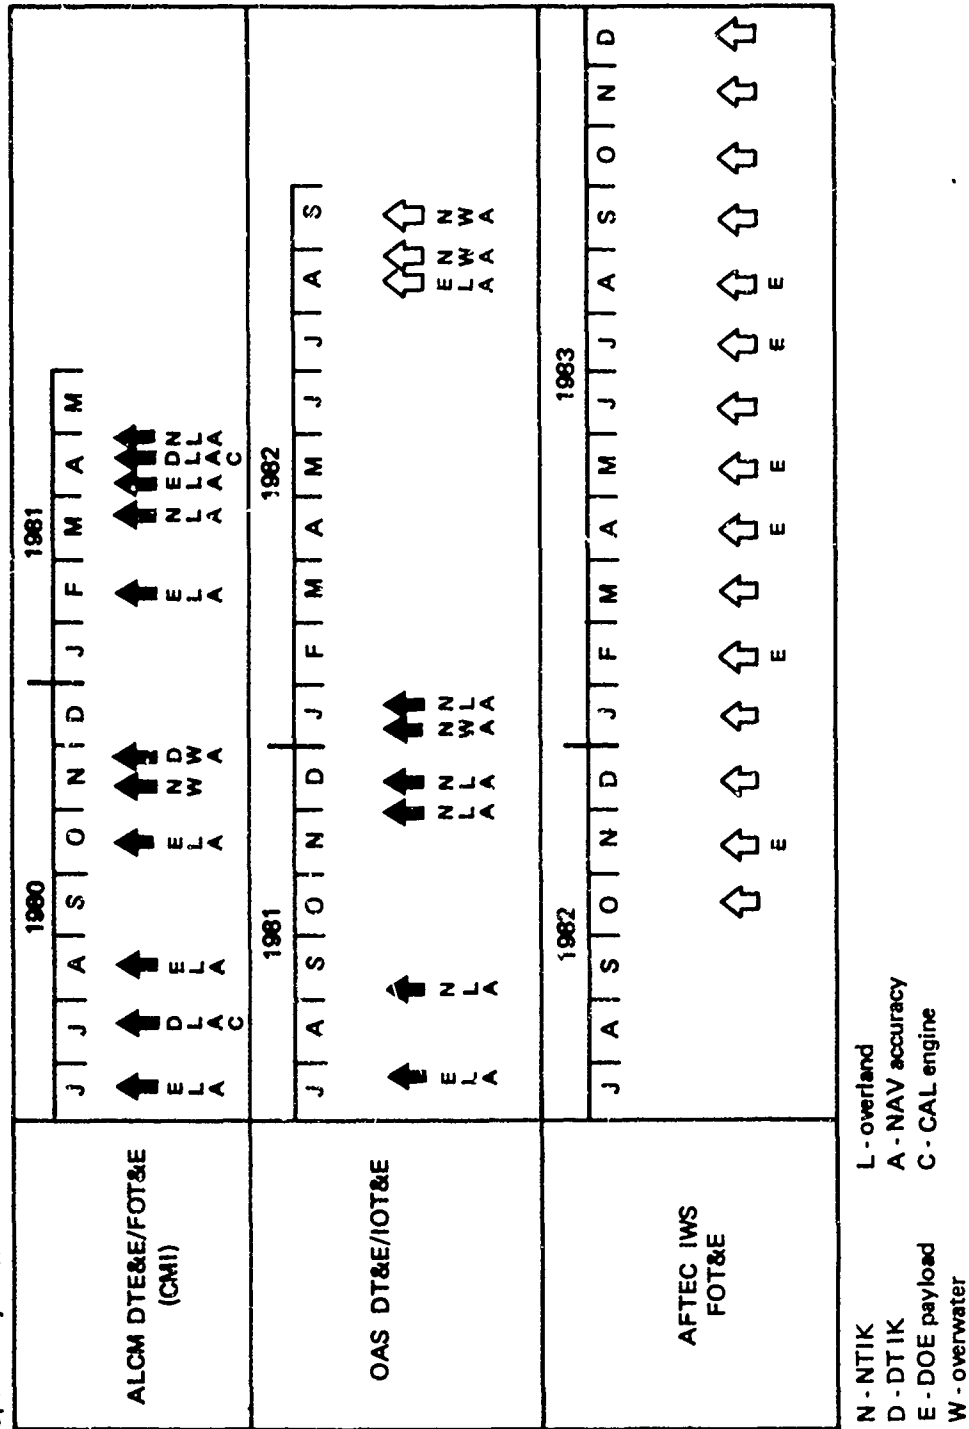 1980 1981
J J A S O N D J F M A M
ALCM DTE&E/FOT&E
(CMI)
E D E E N D E N E D N
L L L L W W L L L L L
A A A A A A A A A A
C C
1981 1982
J A S O N D J F M A M J J A S
OAS DT&E/IOT&E
E N N N N N E N N
L L L L W L L W W
A A A A A A A A A
1982 1983
J A S O N D J F M A M J J A S O N D
AFTEC IWS
FOT&E
E E E E E E
N - NTIK L - overland
D - DTIK A - NAV accuracy
E - DOE payload C - CAL engine
W - overwater